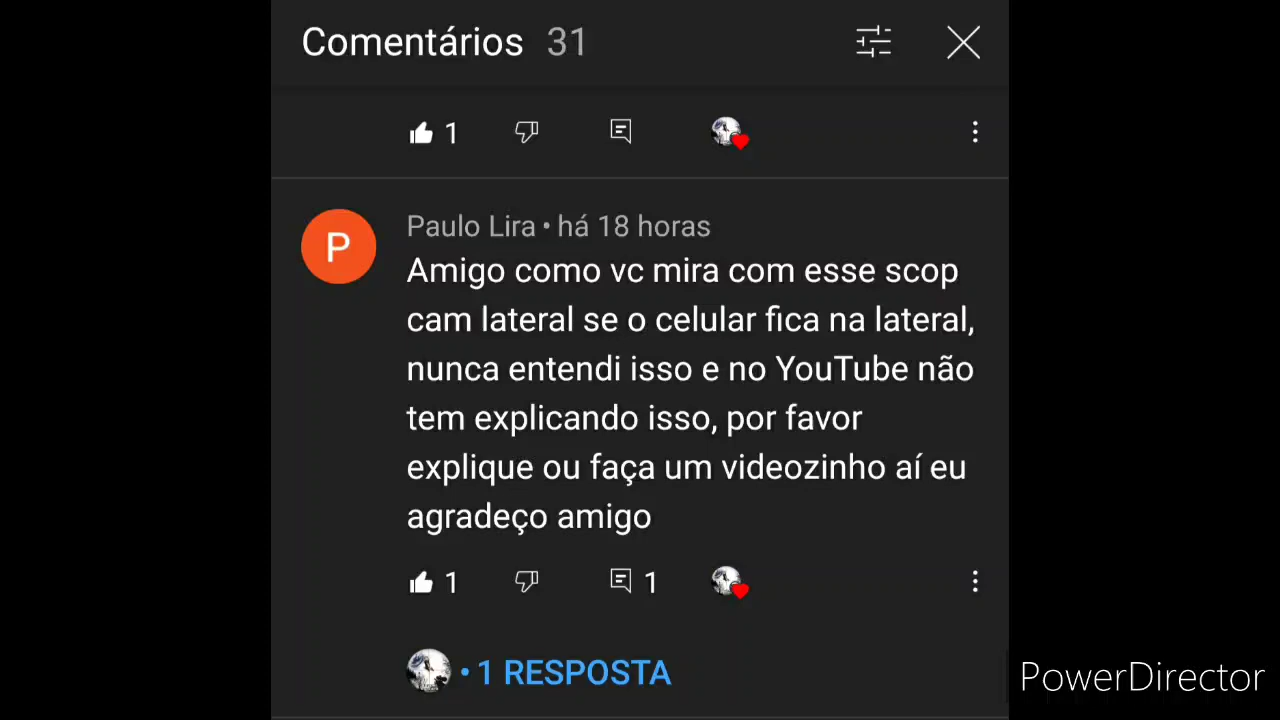 Comentários 31
1
P
Paulo Lira • há 18 horas
Amigo como vc mira com esse scop
cam lateral se o celular fica na lateral,
nunca entendi isso e no YouTube não
tem explicando isso, por favor
explique ou faça um videozinho aí eu
agradeço amigo
1 1
• 1 RESPOSTA
PowerDirector